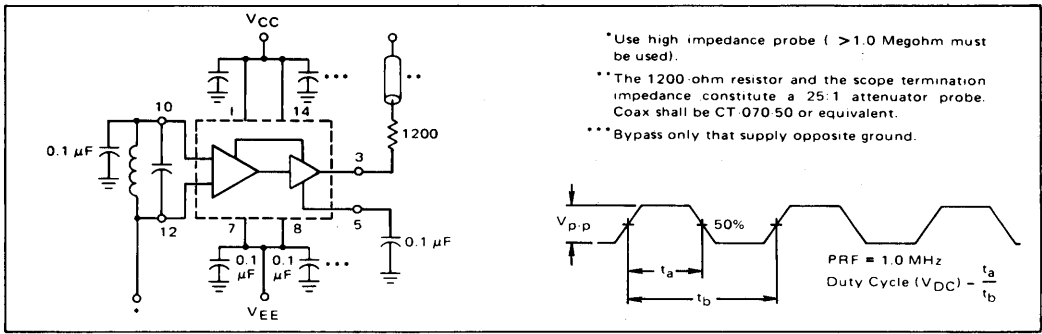 VCC
***
**
1
14
10
1200
0.1 µF
3
12
7
8
5
0.1 µF
0.1 µF
0.1 µF
***
*
VEE
*Use high impedance probe ( >1.0 Megohm must
be used).
**The 1200-ohm resistor and the scope termination
impedance constitute a 25:1 attenuator probe.
Coax shall be CT-070-50 or equivalent.
***Bypass only that supply opposite ground.
Vp-p
50%
ta
tb
PRF = 1.0 MHz
Duty Cycle (VDC) – ta
tb